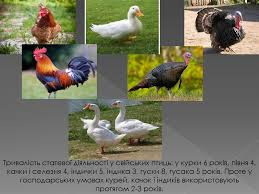 Тривалість статевої діяльності у свійських птиць: у курки 6 років, півня 4,
качки і селезня 4, індички 5, індика 3, гуски 8, гусака 5 років. Проте у
господарських умовах курей, качок і індиків використовують
протягом 2-3 років.